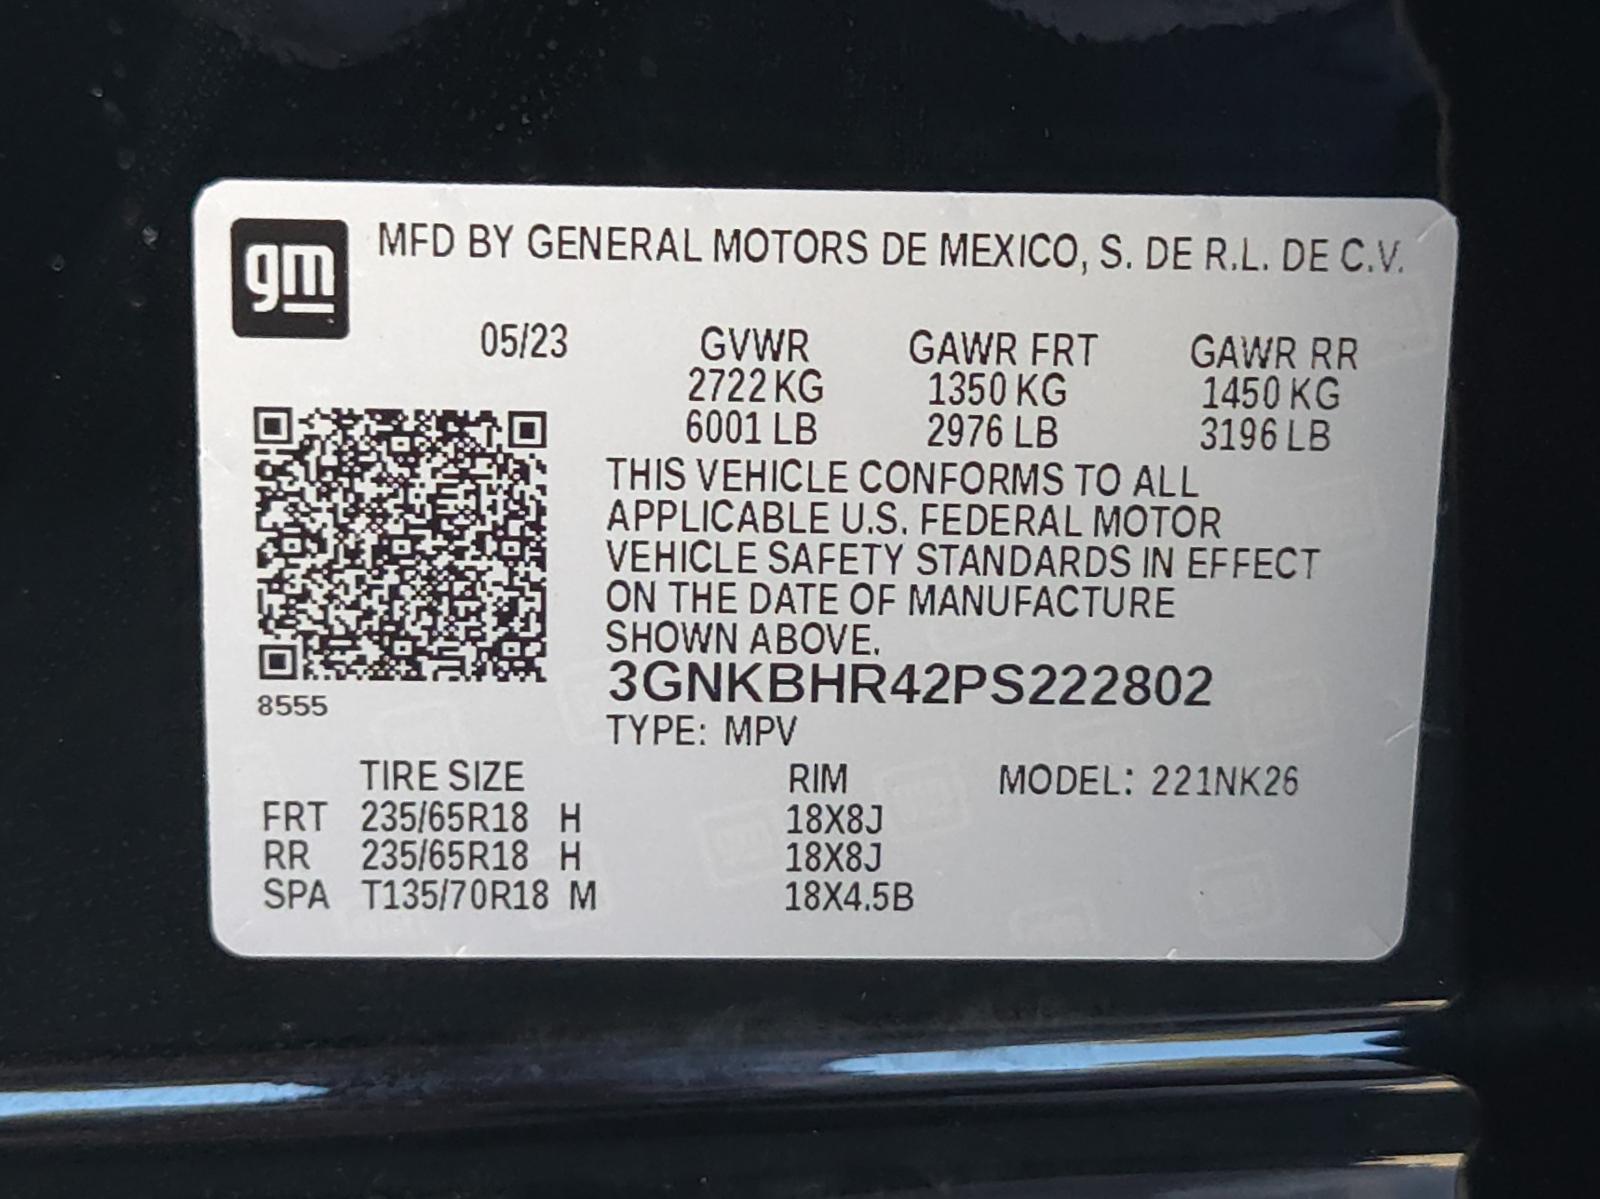 gm
MFD BY GENERAL MOTORS DE MEXICO, S. DE R.L. DE C.V.
05/23 GVWR GAWR FRT GAWR RR
2722 KG 1350 KG 1450 KG
6001 LB 2976 LB 3196 LB
THIS VEHICLE CONFORMS TO ALL
APPLICABLE U.S. FEDERAL MOTOR
VEHICLE SAFETY STANDARDS IN EFFECT
ON THE DATE OF MANUFACTURE
SHOWN ABOVE.
3GNKBHR42PS222802
8555
TYPE: MPV
TIRE SIZE RIM MODEL: 221NK26
FRT 235/65R18 H 18X8J
RR 235/65R18 H 18X8J
SPA T135/70R18 M 18X4.5B